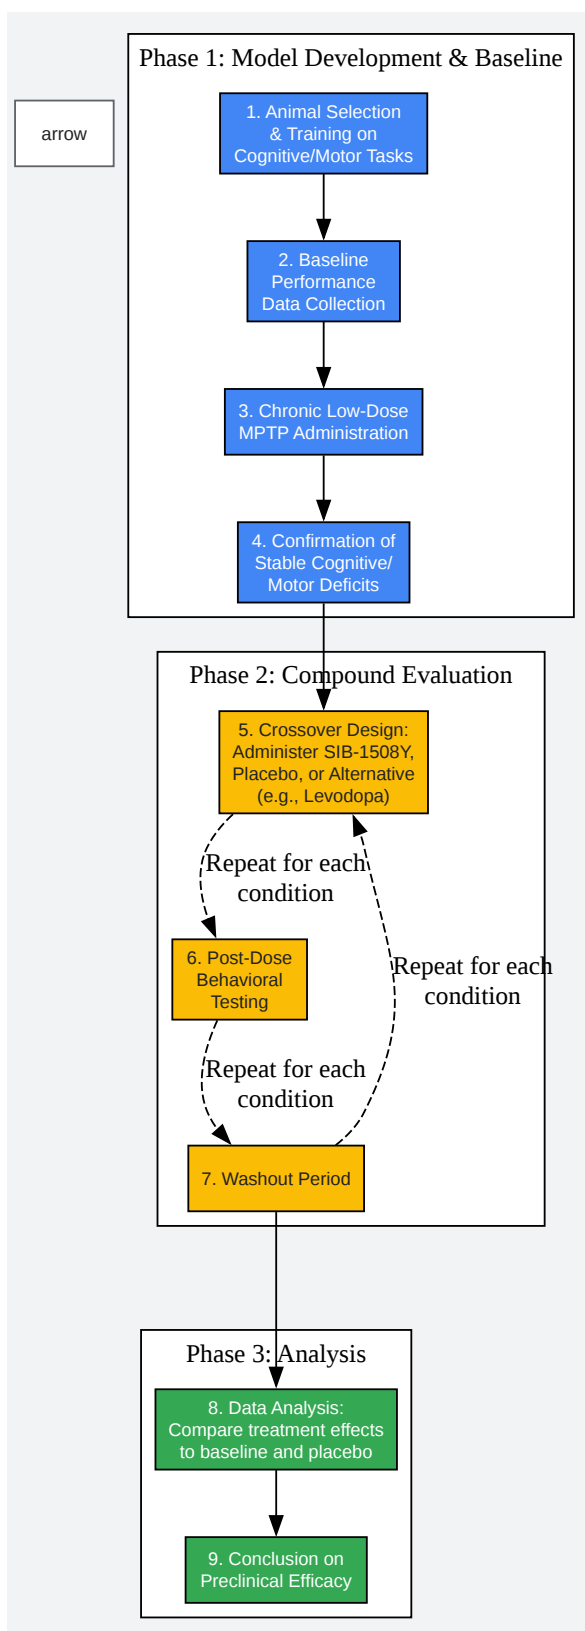 Phase 1: Model Development & Baseline
arrow
1. Animal Selection
& Training on
Cognitive/Motor Tasks
2. Baseline
Performance
Data Collection
3. Chronic Low-Dose
MPTP Administration
4. Confirmation of
Stable Cognitive/
Motor Deficits
Phase 2: Compound Evaluation
5. Crossover Design:
Administer SIB-1508Y,
Placebo, or Alternative
(e.g., Levodopa)
Repeat for each
condition
6. Post-Dose
Behavioral
Testing
Repeat for each
condition
Repeat for each
condition
7. Washout Period
Phase 3: Analysis
8. Data Analysis:
Compare treatment effects
to baseline and placebo
9. Conclusion on
Preclinical Efficacy